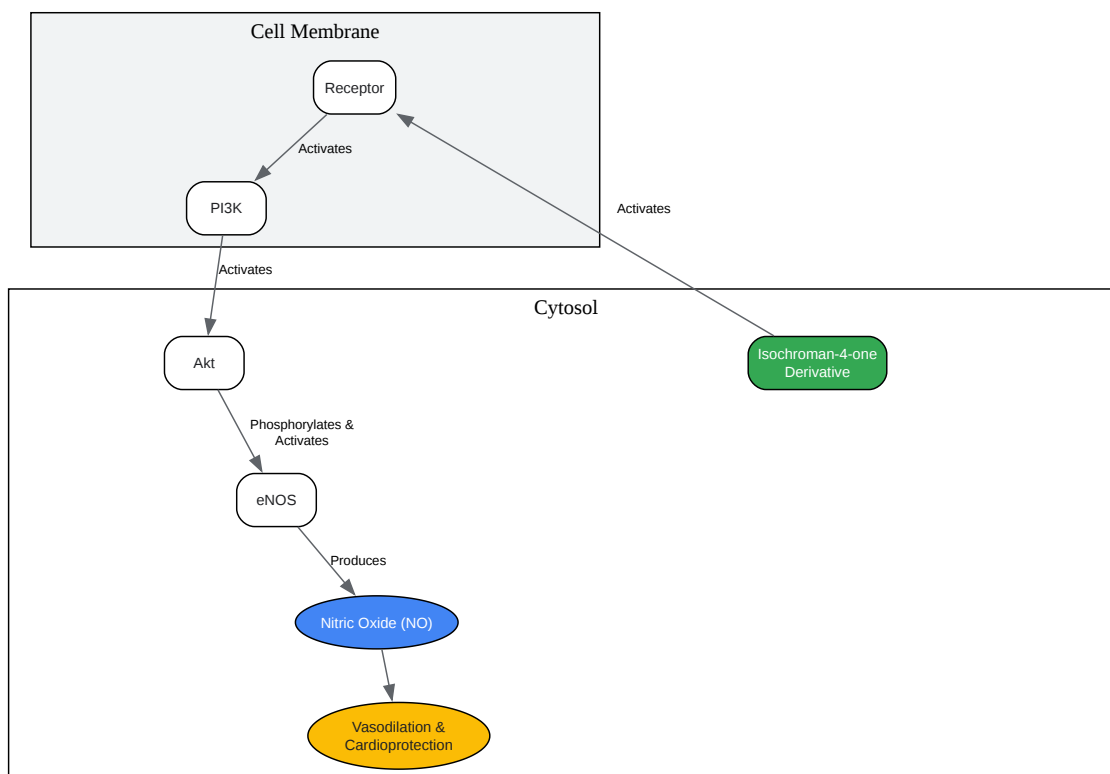 Cell Membrane
Receptor
Activates
PI3K
Activates
Activates
Cytosol
Akt
Isochroman-4-one
Derivative
Phosphorylates &
Activates
eNOS
Produces
Nitric Oxide (NO)
Vasodilation &
Cardioprotection